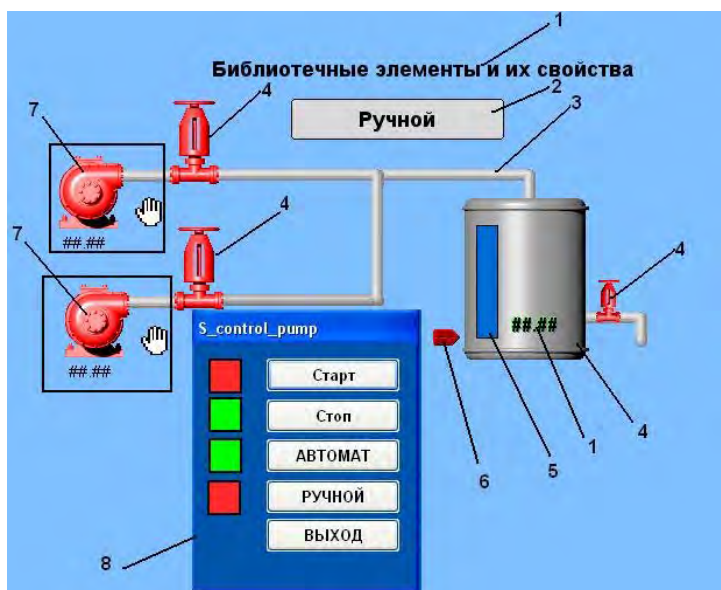 1
Библиотечные элементы и их свойства
2
4
3
7
Ручной
4
##.##
7
4
S_control_pump
##.##
##.##
Старт
Стоп
АВТОМАТ
РУЧНОЙ
ВЫХОД
6
5
1
4
8